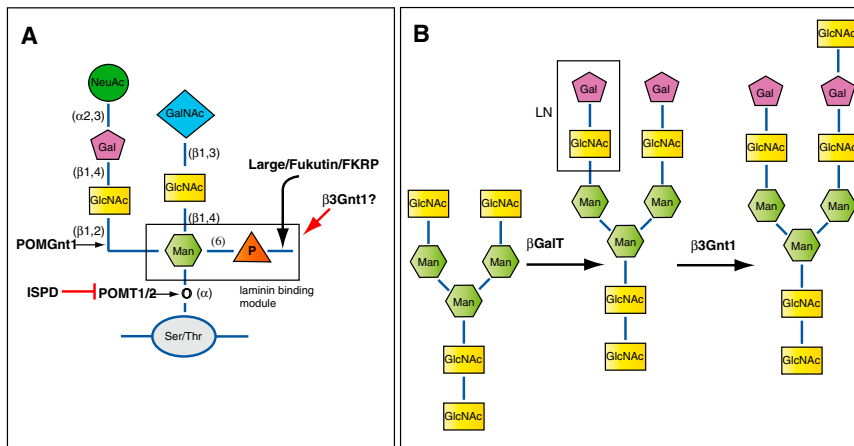 A
NeuAc
(α2,3)
Gal
(β1,4)
GlcNAc
(β1,2)
POMGnt1
GalNAc
(β1,3)
GlcNAc
(β1,4)
Man
(6)
P
Large/Fukutin/FKRP
β3Gnt1?
laminin binding
module
ISPD
POMT1/2
O
(α)
Ser/Thr
B
GlcNAc
GlcNAc
Man
Man
Man
GlcNAc
GlcNAc
βGalT
LN
Gal
Gal
GlcNAc
GlcNAc
Man
Man
Man
GlcNAc
GlcNAc
β3Gnt1
GlcNAc
Gal
Gal
GlcNAc
GlcNAc
Man
Man
Man
GlcNAc
GlcNAc